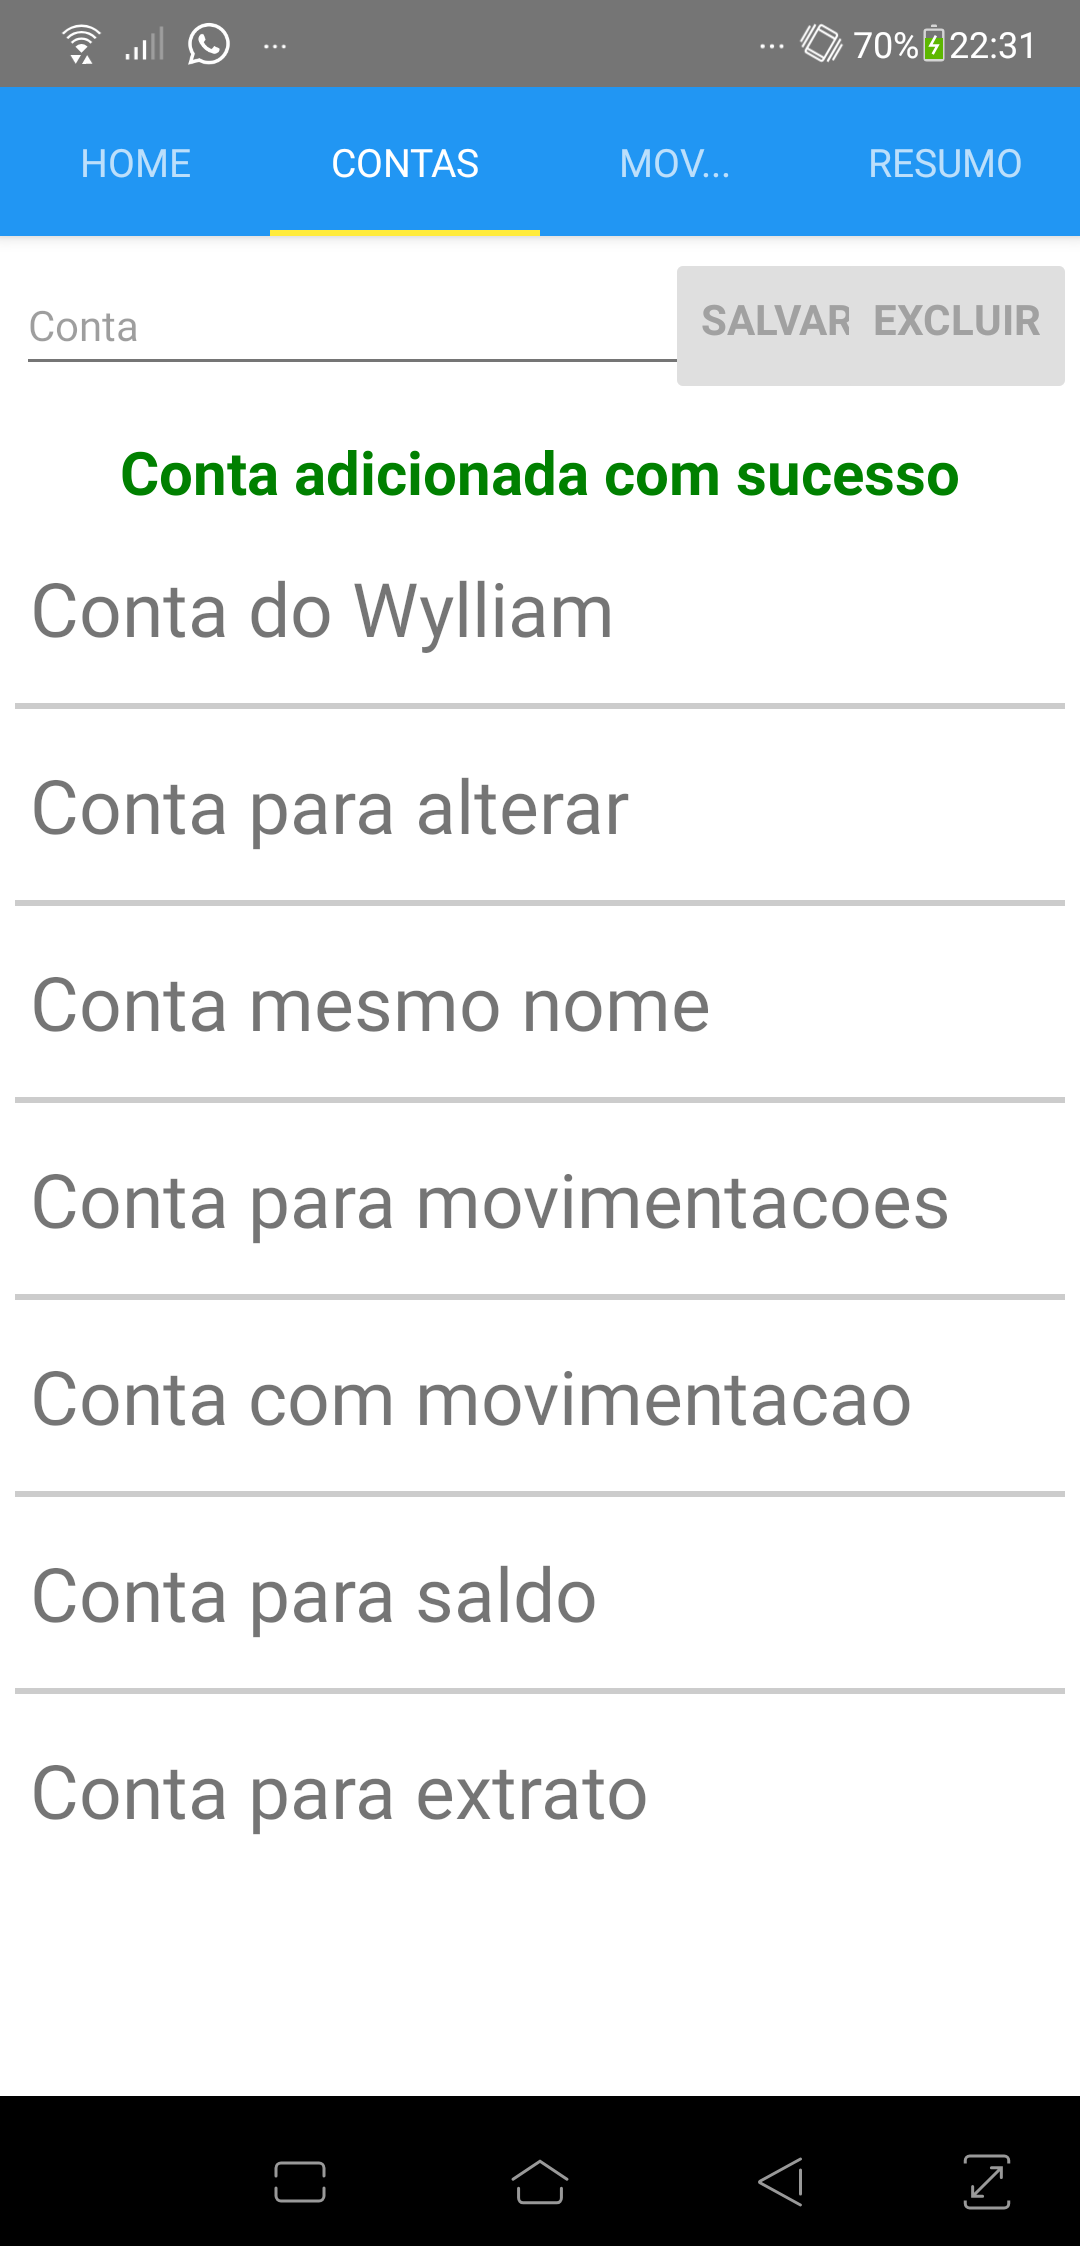 ... ... 70% 22:31
HOME CONTAS MOV... RESUMO
Conta SALVAR EXCLUIR
Conta adicionada com sucesso
Conta do Wylliam
Conta para alterar
Conta mesmo nome
Conta para movimentacoes
Conta com movimentacao
Conta para saldo
Conta para extrato